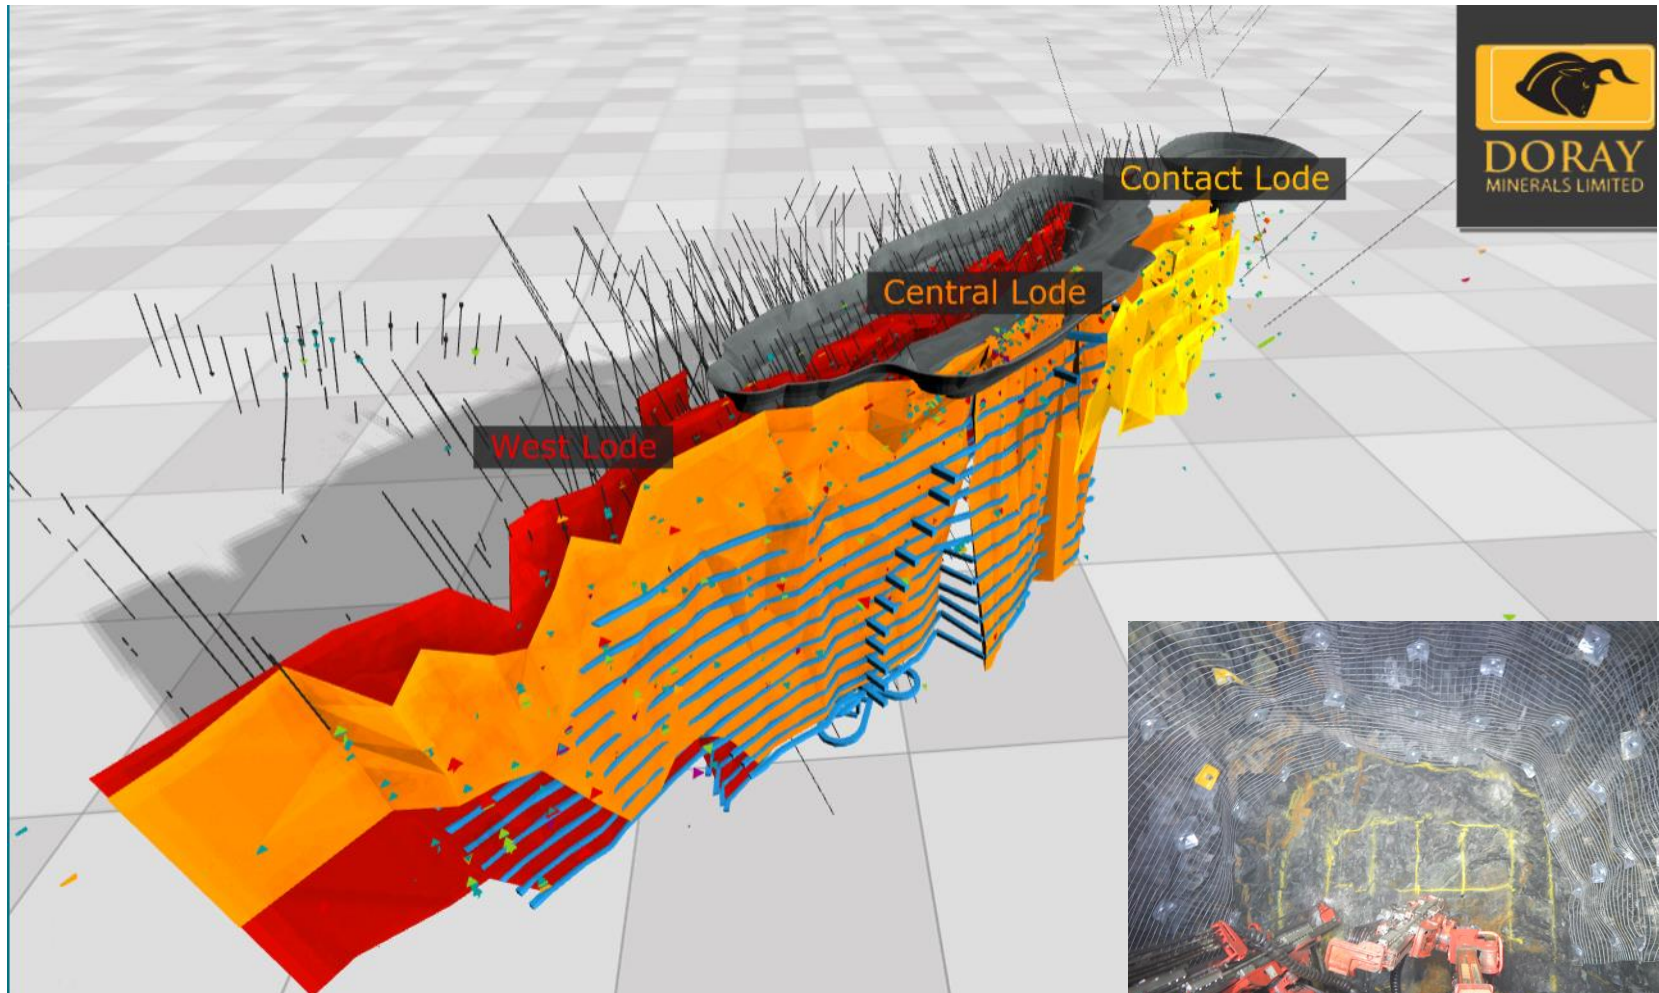 DORAY
MINERALS LIMITED
Contact Lode
Central Lode
West Lode